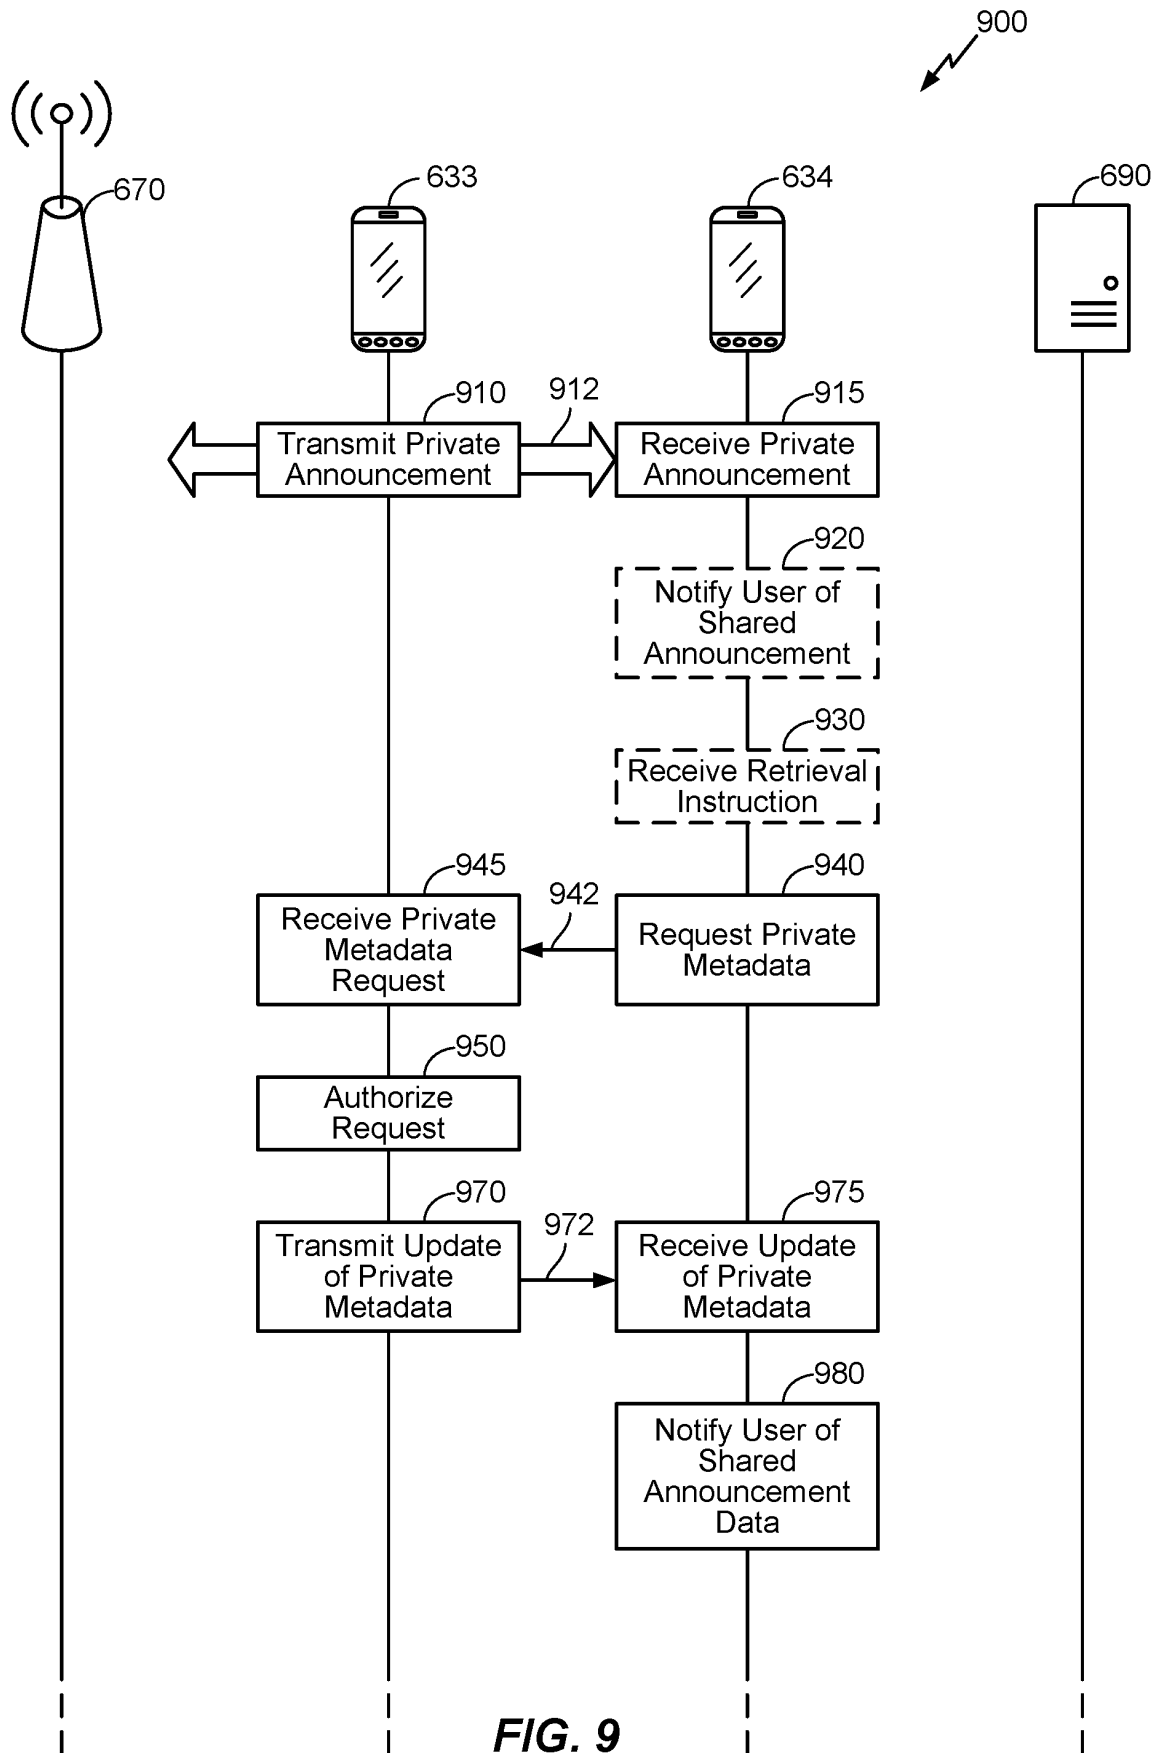 900
670
633
634
690
910
912
915
Transmit Private
Announcement
Receive Private
Announcement
920
Notify User of
Shared
Announcement
930
Receive Retrieval
Instruction
945
942
940
Receive Private
Metadata
Request
Request Private
Metadata
950
Authorize
Request
970
972
975
Transmit Update
of Private
Metadata
Receive Update
of Private
Metadata
980
Notify User of
Shared
Announcement
Data
FIG. 9